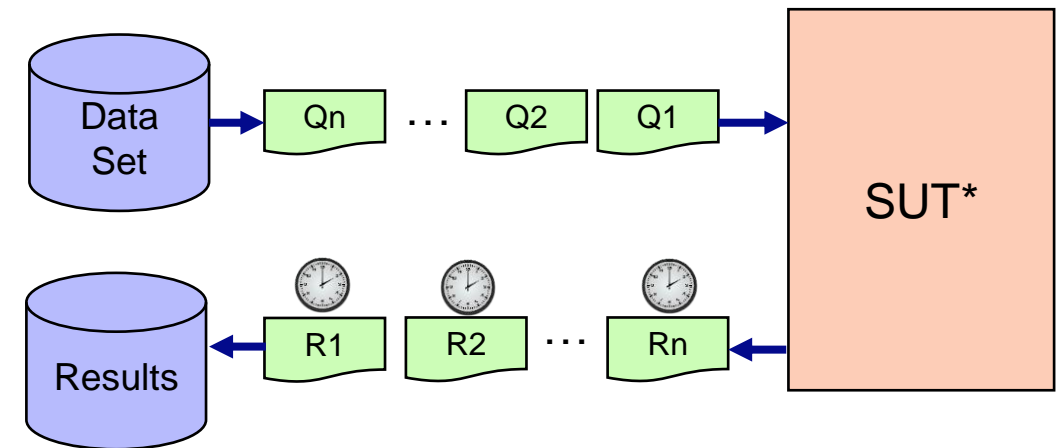 Data
Set
Qn ... Q2 Q1
SUT*
R1 R2 ... Rn
Results